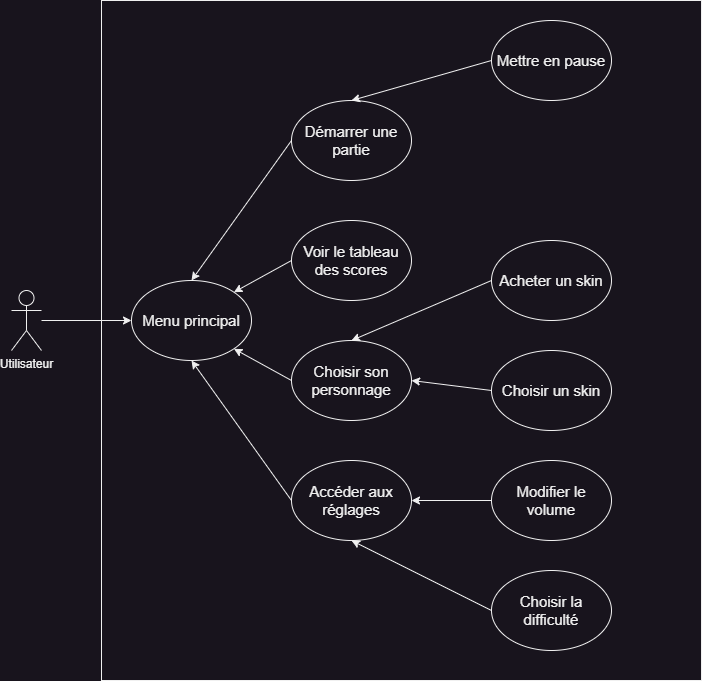 Mettre en pause
Démarrer une
partie
Voir le tableau
des scores
Acheter un skin
Menu principal
Utilisateur
Choisir son
personnage
Choisir un skin
Accéder aux
réglages
Modifier le
volume
Choisir la
difficulté